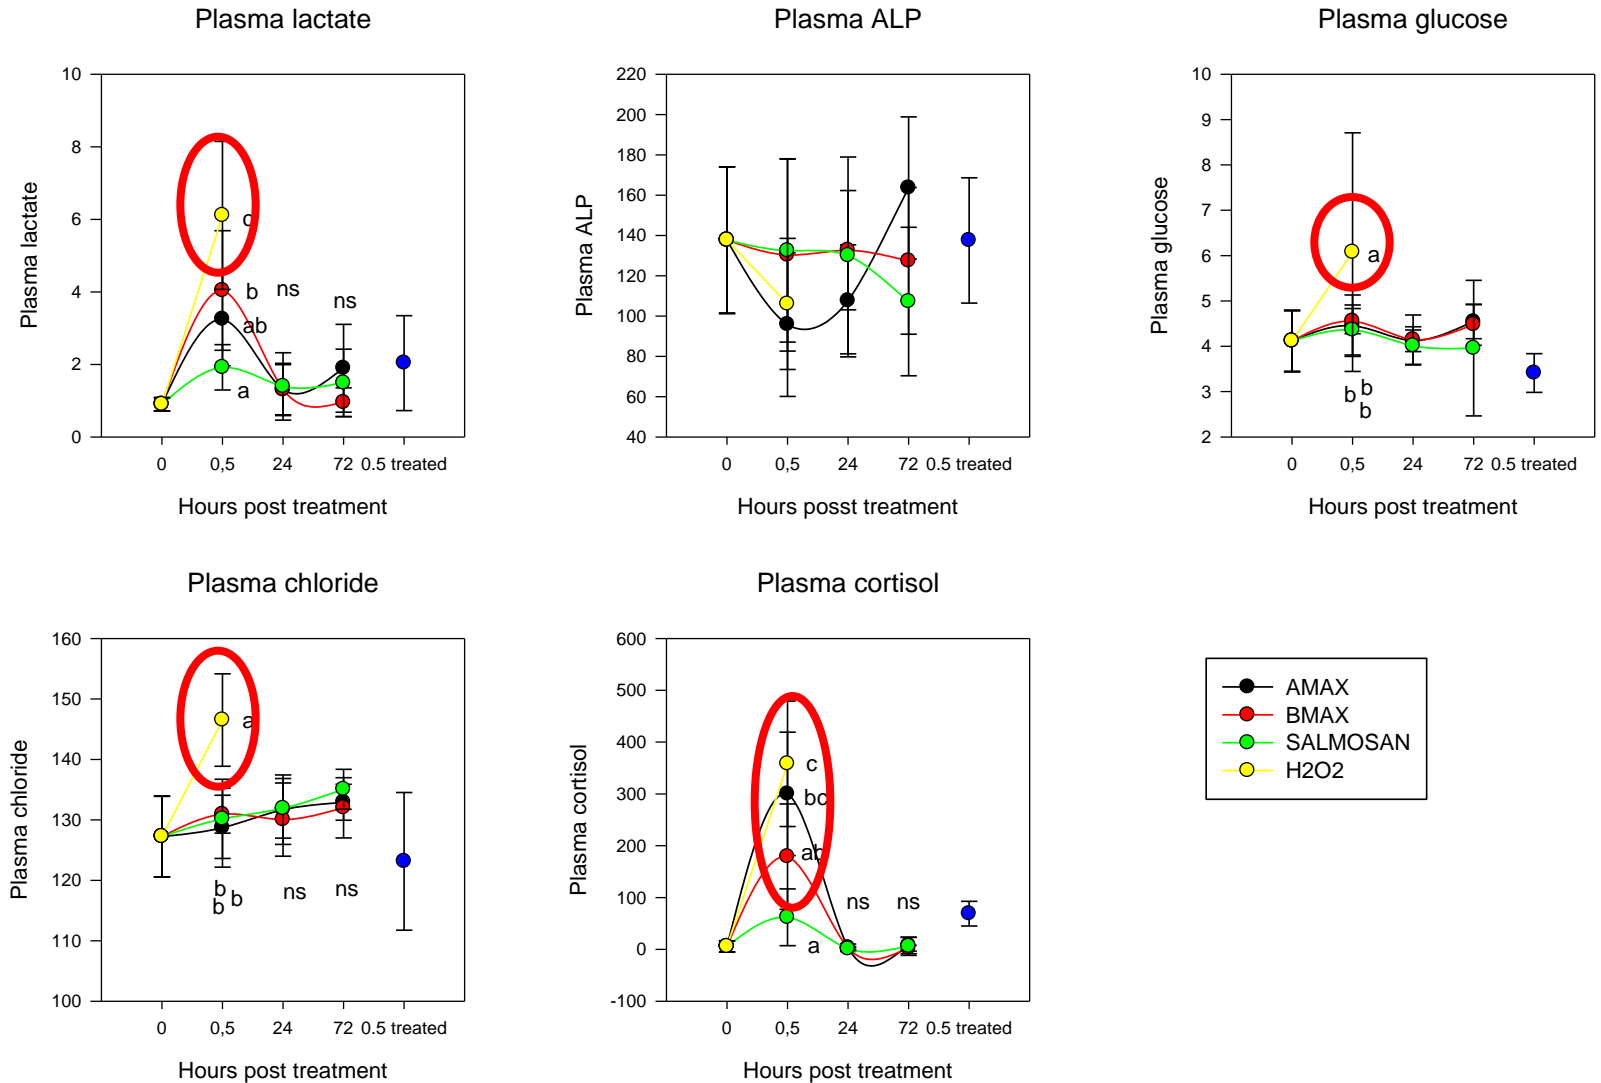 Plasma lactate
Plasma ALP
Plasma glucose
Plasma lactate
10
8
6
4
2
0
c
b
ab
a
ns
ns
0 0,5 24 72 0.5 treated
Hours post treatment
Plasma ALP
220
200
180
160
140
120
100
80
60
40
0 0,5 24 72 0.5 treated
Hours posst treatment
Plasma glucose
10
9
8
7
6
5
4
3
2
a
b b
b
0 0,5 24 72 0.5 treated
Hours post treatment
Plasma chloride
Plasma cortisol
Plasma chloride
160
150
140
130
120
110
100
a
b
b b
ns
ns
0 0,5 24 72 0.5 treated
Hours post treatment
Plasma cortisol
600
500
400
300
200
100
0
-100
c
bc
ab
a
ns
ns
0 0,5 24 72 0.5 treated
Hours post treatment
AMAX
BMAX
SALMOSAN
H2O2